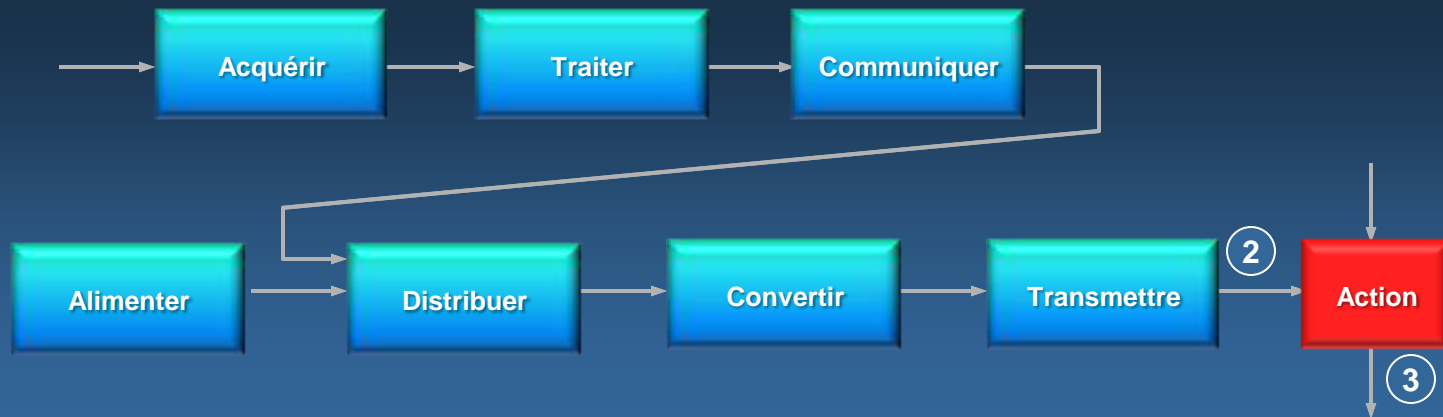 Acquérir
Traiter
Communiquer
Alimenter
Distribuer
Convertir
Transmettre
2
Action
3